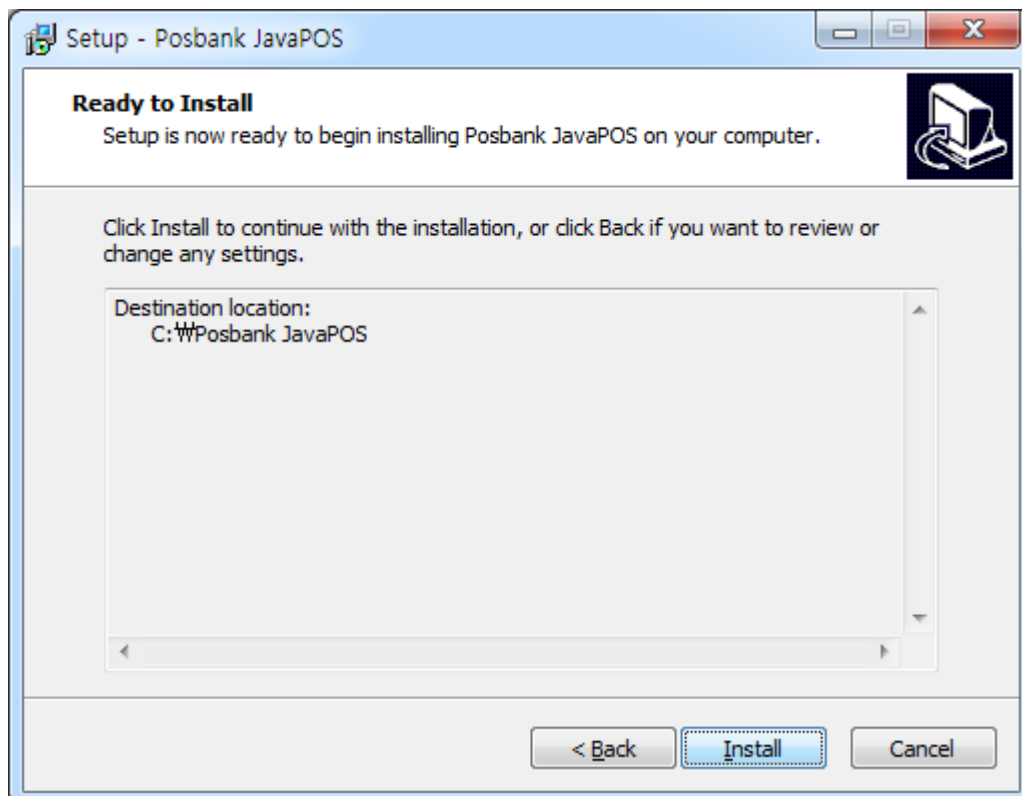 Setup - Posbank JavaPOS
Ready to Install
Setup is now ready to begin installing Posbank JavaPOS on your computer.
Click Install to continue with the installation, or click Back if you want to review or
change any settings.
Destination location:
C:₩Posbank JavaPOS
< Back
Install
Cancel